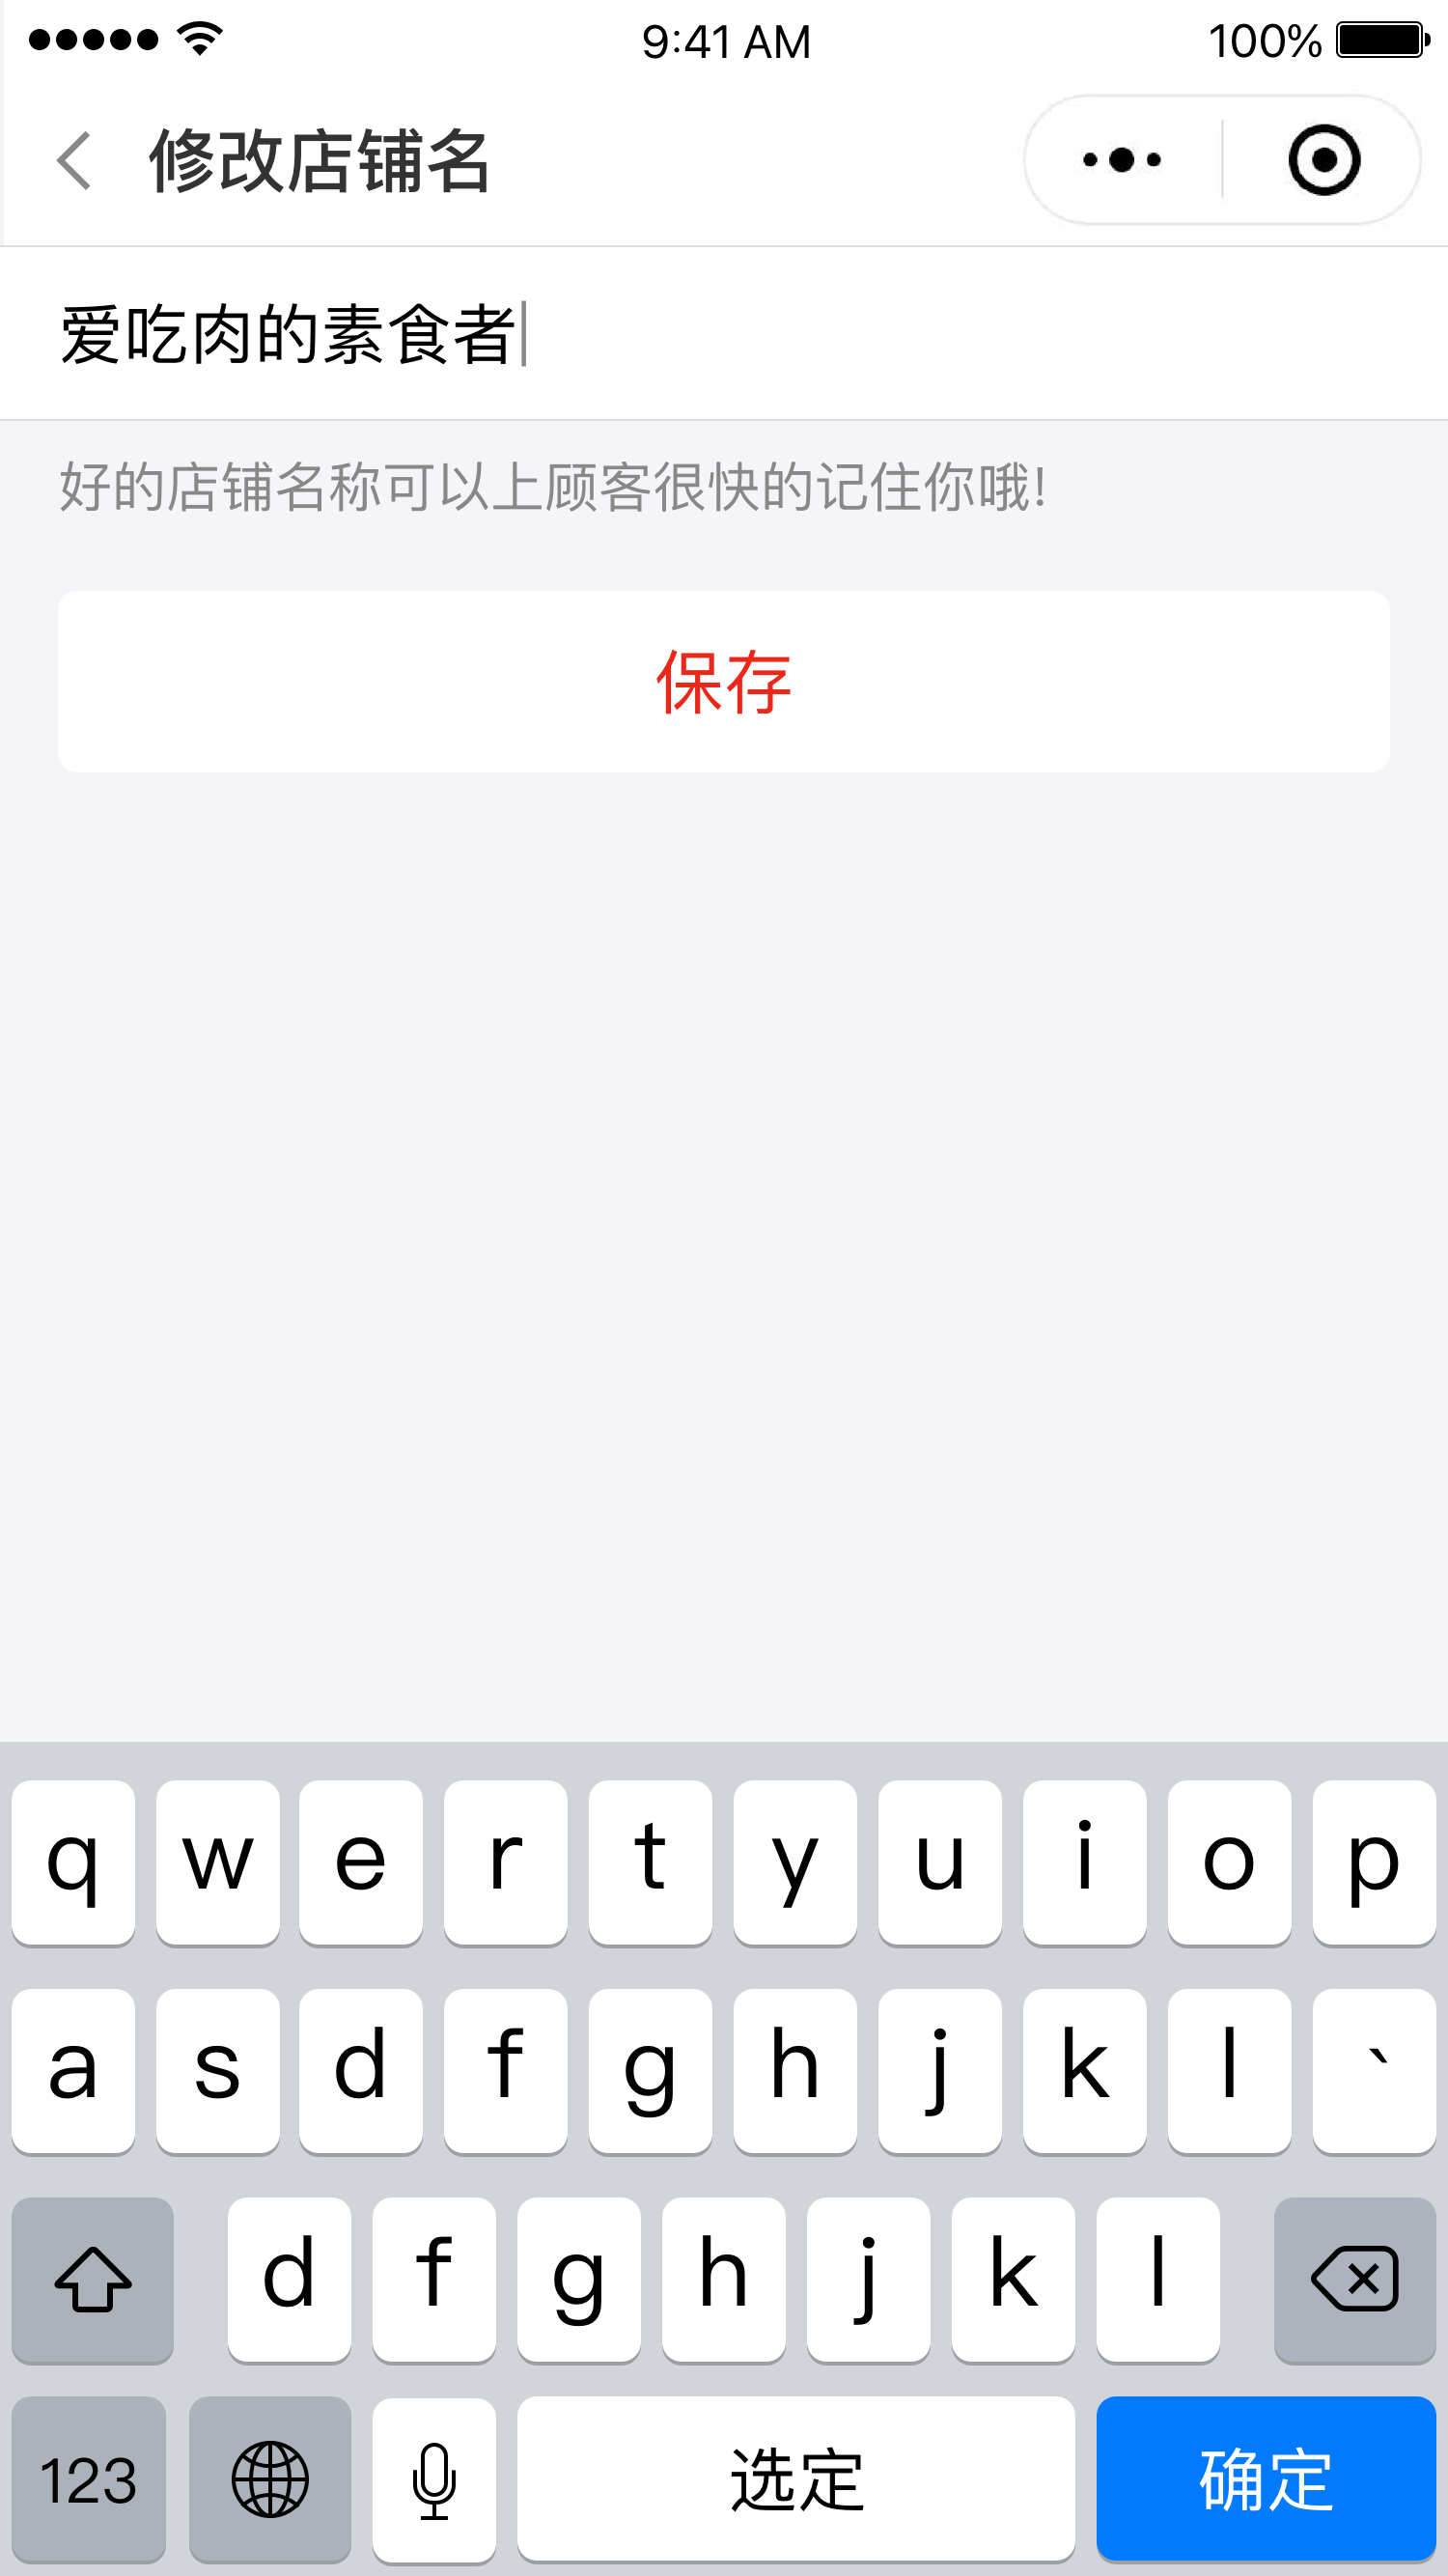 9:41 AM 100%
修改店铺名
爱吃肉的素食者
好的店铺名称可以上顾客很快的记住你哦!
保存
q w e r t y u i o p
a s d f g h j k l `
d f g h j k l
123 选定 确定